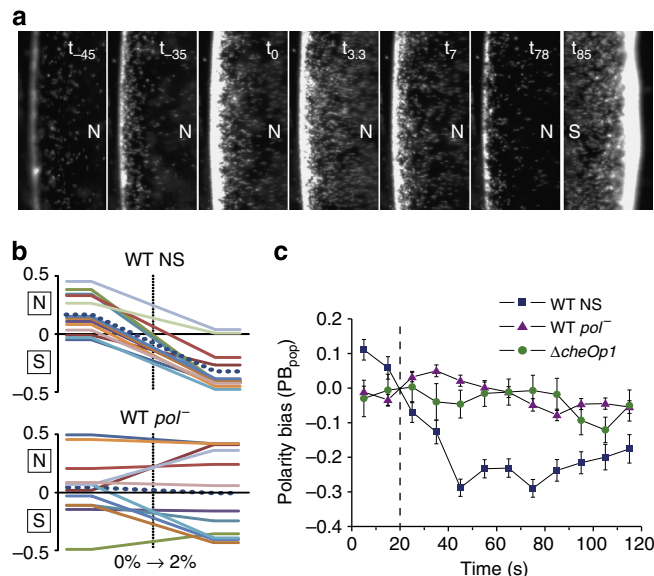 a
t₋₄₅ t₋₃₅ t₀ t₃.₃ t₇ t₇₈ t₈₅
N N N N N N S
b
WT NS
0.5
N
0
S
−0.5
WT pol⁻
0.5
N
0
S
−0.5
0% → 2%
c
WT NS
WT pol⁻
ΔcheOp1
Polarity bias (PBpop)
0.2
0.1
0.0
−0.1
−0.2
−0.3
−0.4
0 20 40 60 80 100 120
Time (s)